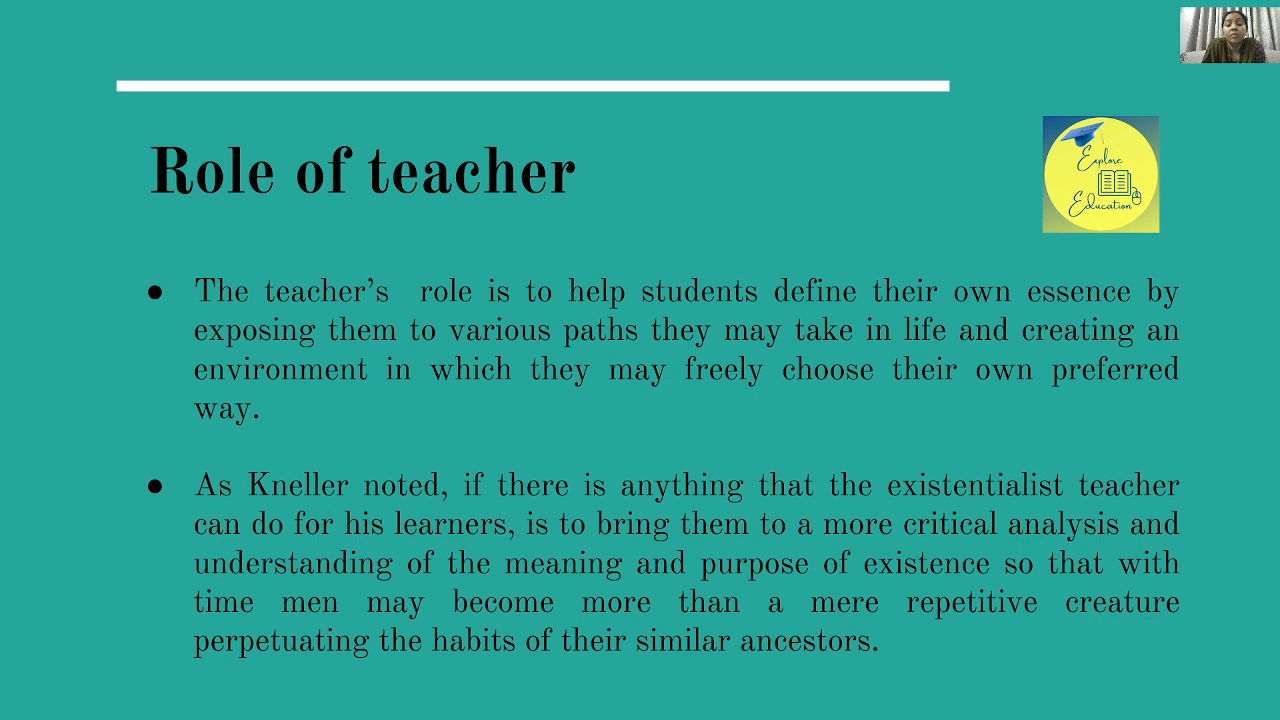 Role of teacher
Explore
Education
● The teacher’s role is to help students define their own essence by
exposing them to various paths they may take in life and creating an
environment in which they may freely choose their own preferred
way.
● As Kneller noted, if there is anything that the existentialist teacher
can do for his learners, is to bring them to a more critical analysis and
understanding of the meaning and purpose of existence so that with
time men may become more than a mere repetitive creature
perpetuating the habits of their similar ancestors.